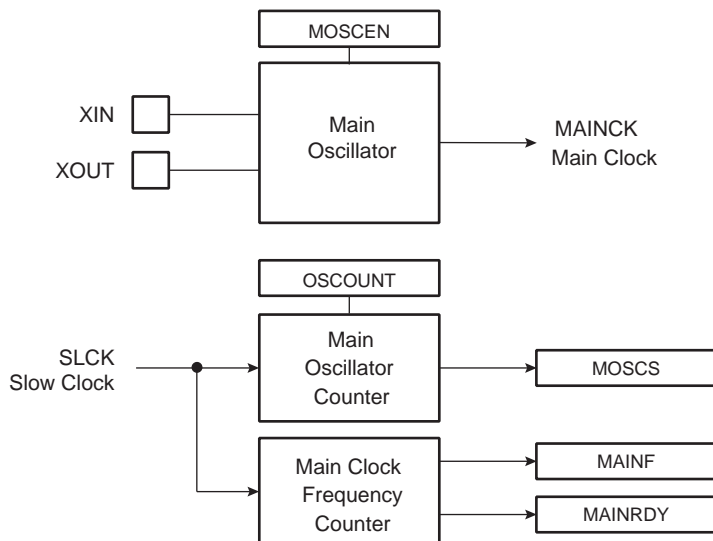 MOSCEN
XIN
XOUT
Main
Oscillator
MAINCK
Main Clock
OSCOUNT
SLCK
Slow Clock
Main
Oscillator
Counter
MOSCS
Main Clock
Frequency
Counter
MAINF
MAINRDY